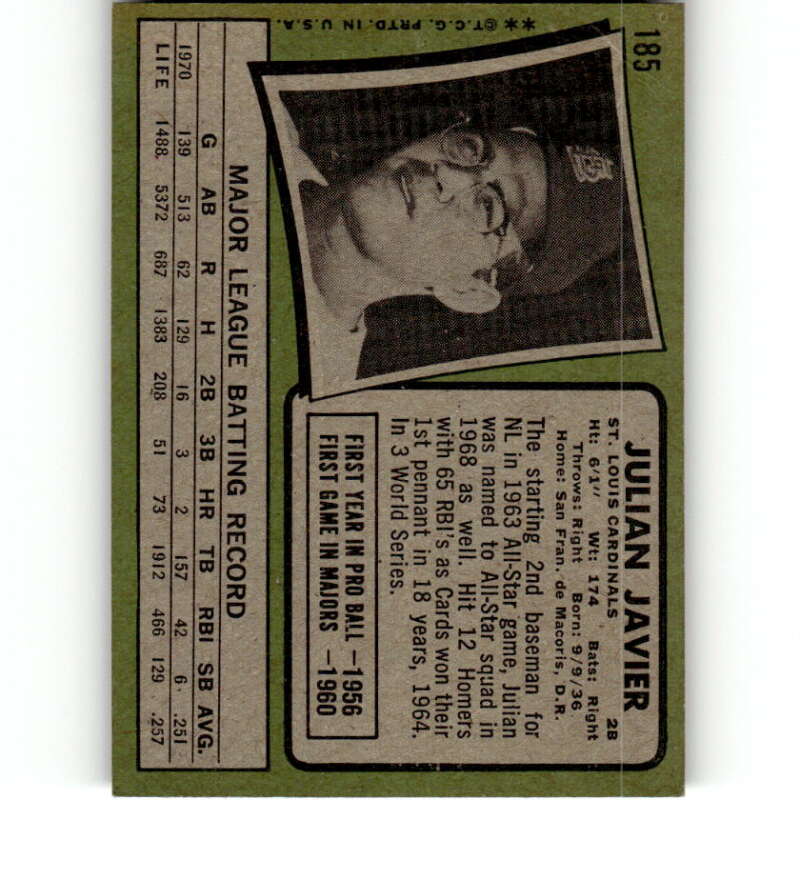 185
** ©T.C.G. PRTD. IN U.S.A.
JULIAN JAVIER
ST. LOUIS CARDINALS 2B
Ht: 6'1" Wt: 174 Bats: Right
Throws: Right Born: 9/9/36
Home: San Fran. de Macoris, D.R.
The starting 2nd baseman for
NL in 1963 All-Star game, Julian
was named to All-Star squad in
1968 as well. Hit 12 Homers
with 65 RBI's as Cards won their
1st pennant in 18 years, 1964.
In 3 World Series.
FIRST YEAR IN PRO BALL —1956
FIRST GAME IN MAJORS —1960
MAJOR LEAGUE BATTING RECORD
G AB R H 2B 3B HR TB RBI SB AVG.
1970 139 513 62 129 16 3 2 157 42 6 .251
LIFE 1488 5372 687 1383 208 51 73 1912 466 129 .257